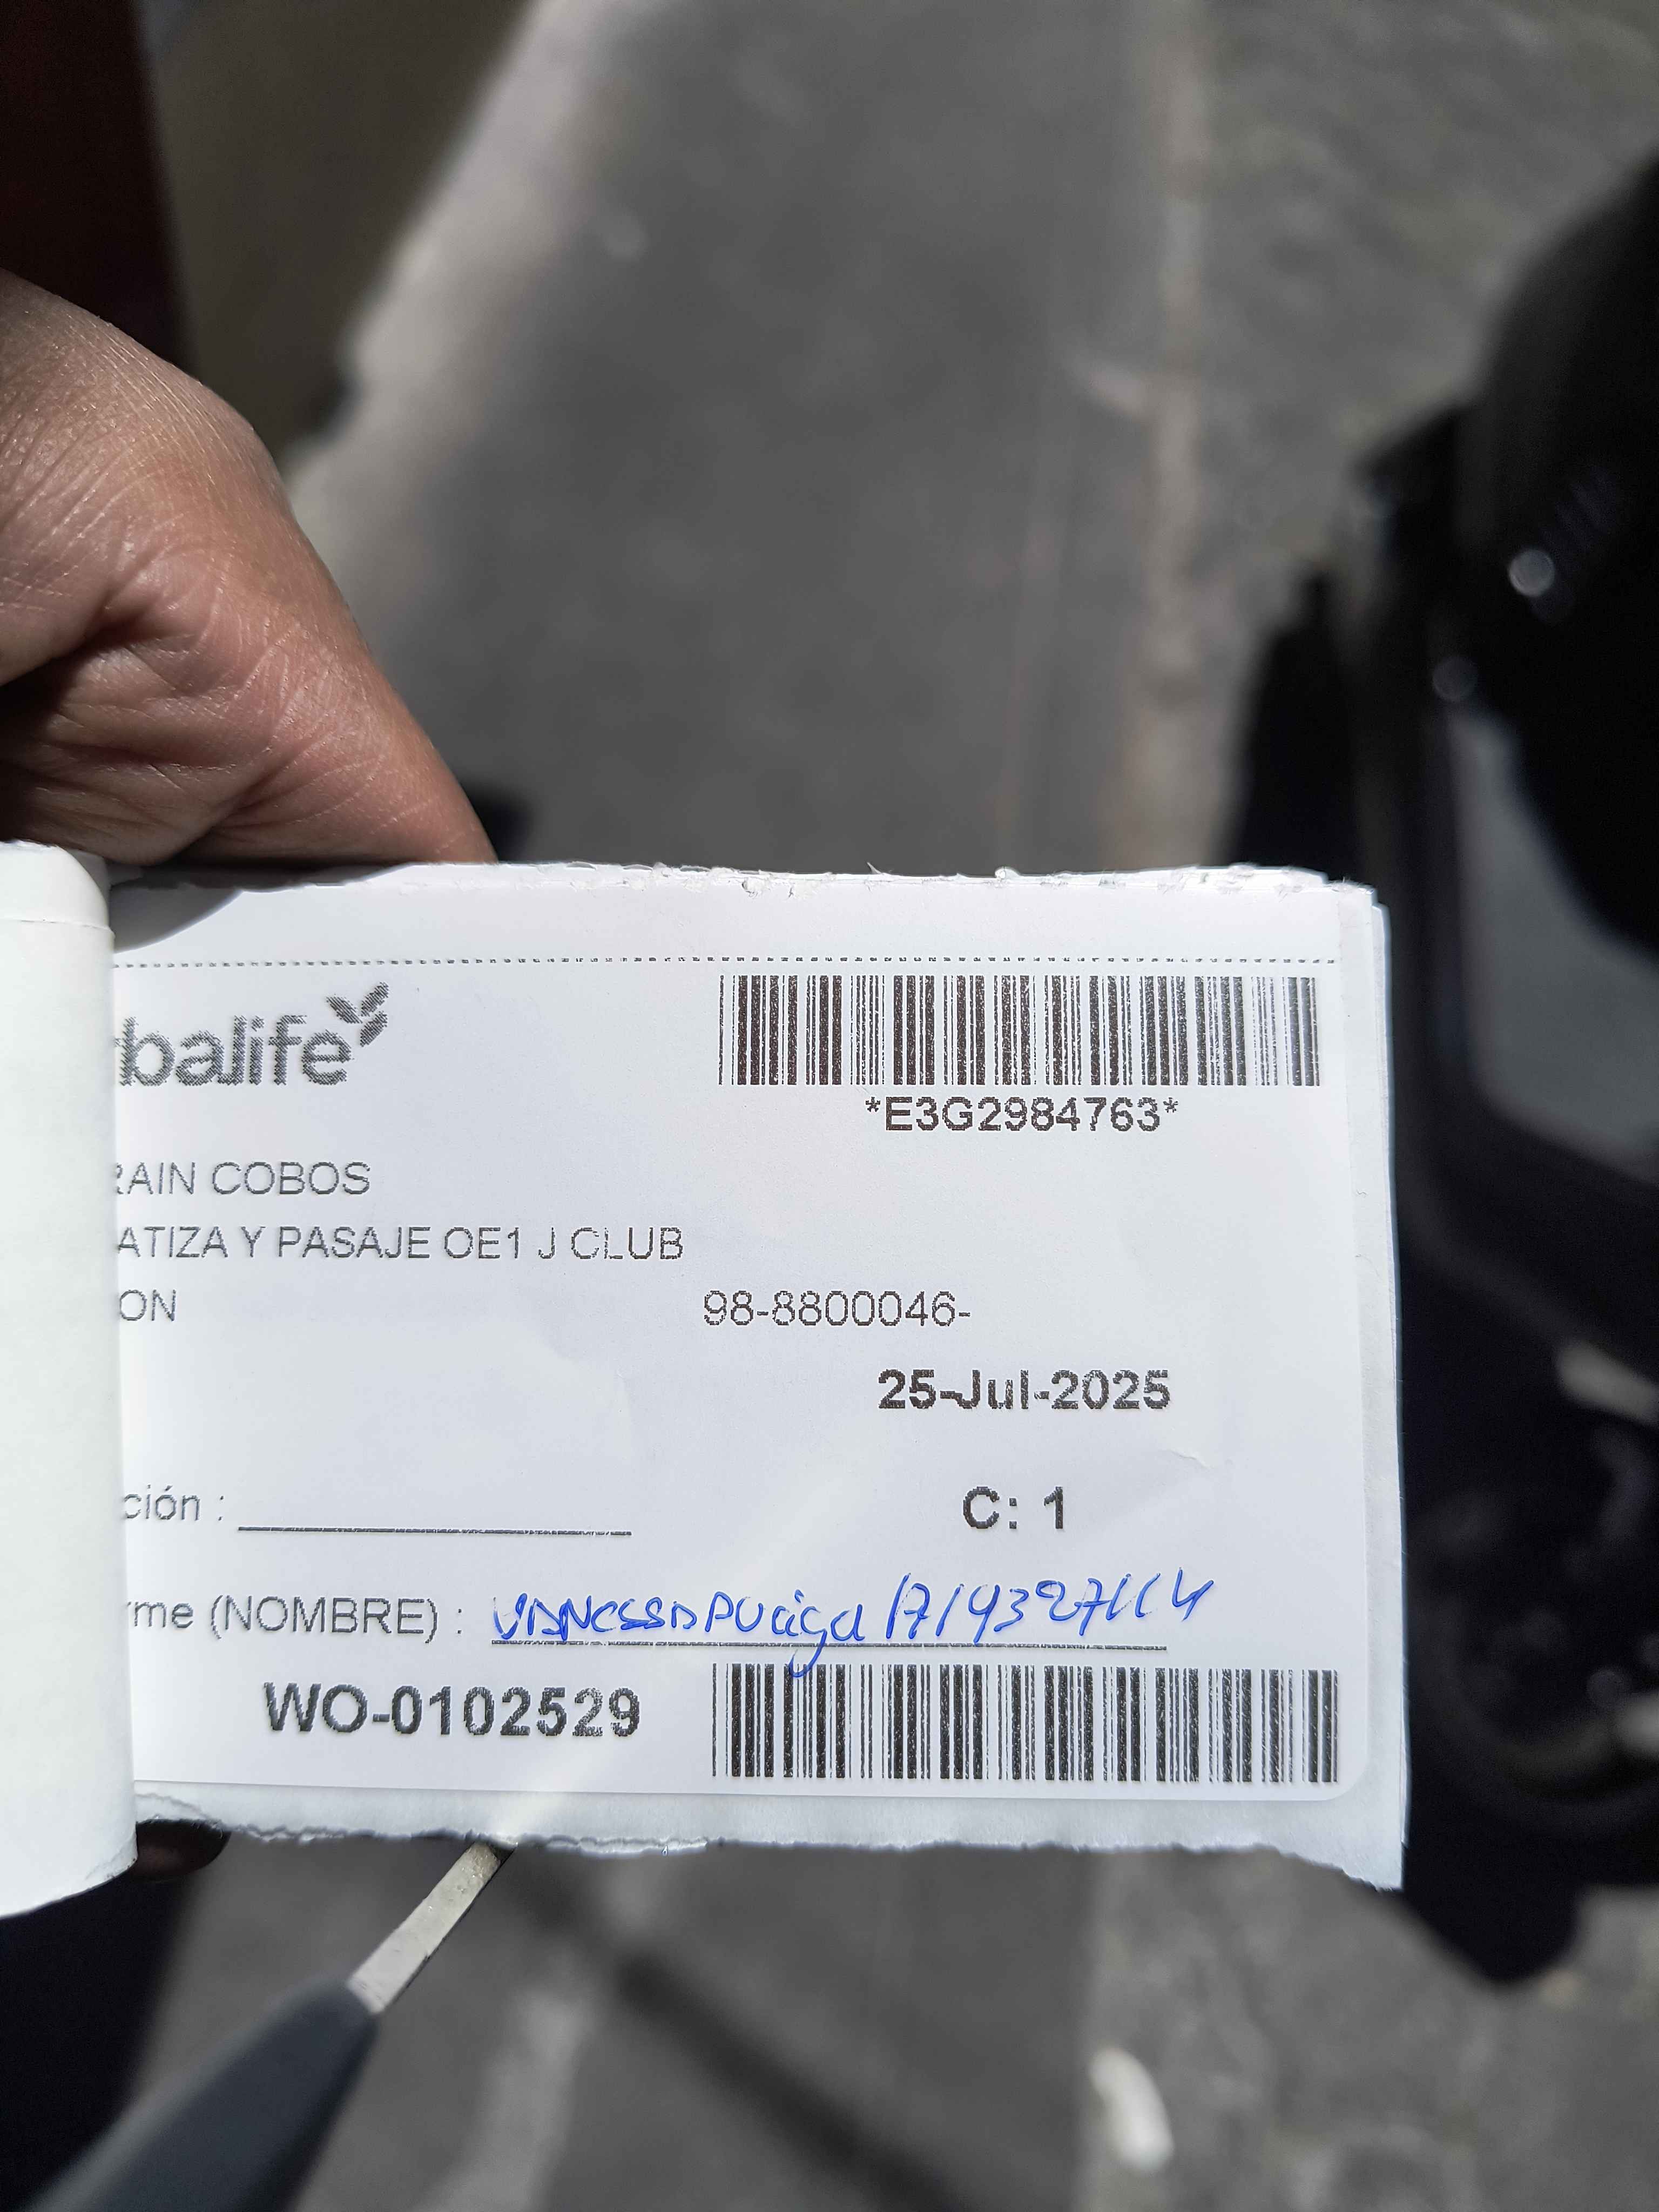 rbalife
*E3G2984763*
RAIN COBOS
ATIZA Y PASAJE OE1 J CLUB
ON 98-8800046-
25-Jul-2025
ción : C: 1
rme (NOMBRE) : VANESSA
WO-0102529